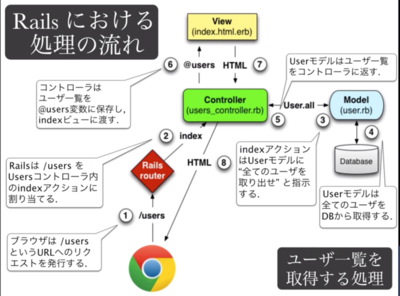 Rails における
処理の流れ
View
(index.html.erb)
⑥
@users
HTML
⑦
コントローラは
ユーザ一覧を
@users変数に保存し,
indexビューに渡す.
Userモデルはユーザ一覧
をコントローラに返す.
Controller
(users_controller.rb)
User.all
⑤
③
Model
(user.rb)
④
Database
②
index
HTML
⑧
Railsは /users を
Usersコントローラ内
のindexアクションに
割り当てる.
Rails
router
indexアクション
はUserモデルに
“全てのユーザを
取り出せ” と指示
する.
Userモデルは
全てのユーザを
DBから取得する.
①
/users
ブラウザは /users
というURLへのリク
エストを発行する.
ユーザ一覧を
取得する処理